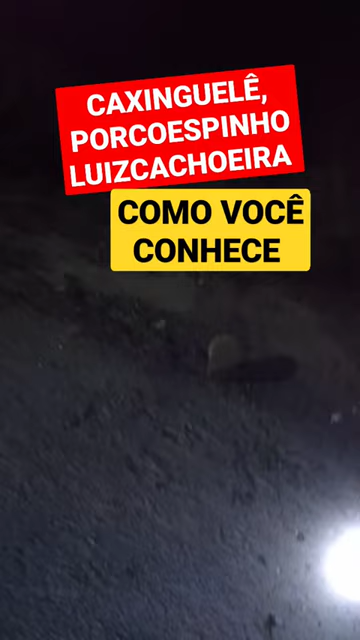 CAXINGUELÊ,
PORCOESPINHO
LUIZCACHOEIRA
COMO VOCÊ
CONHECE